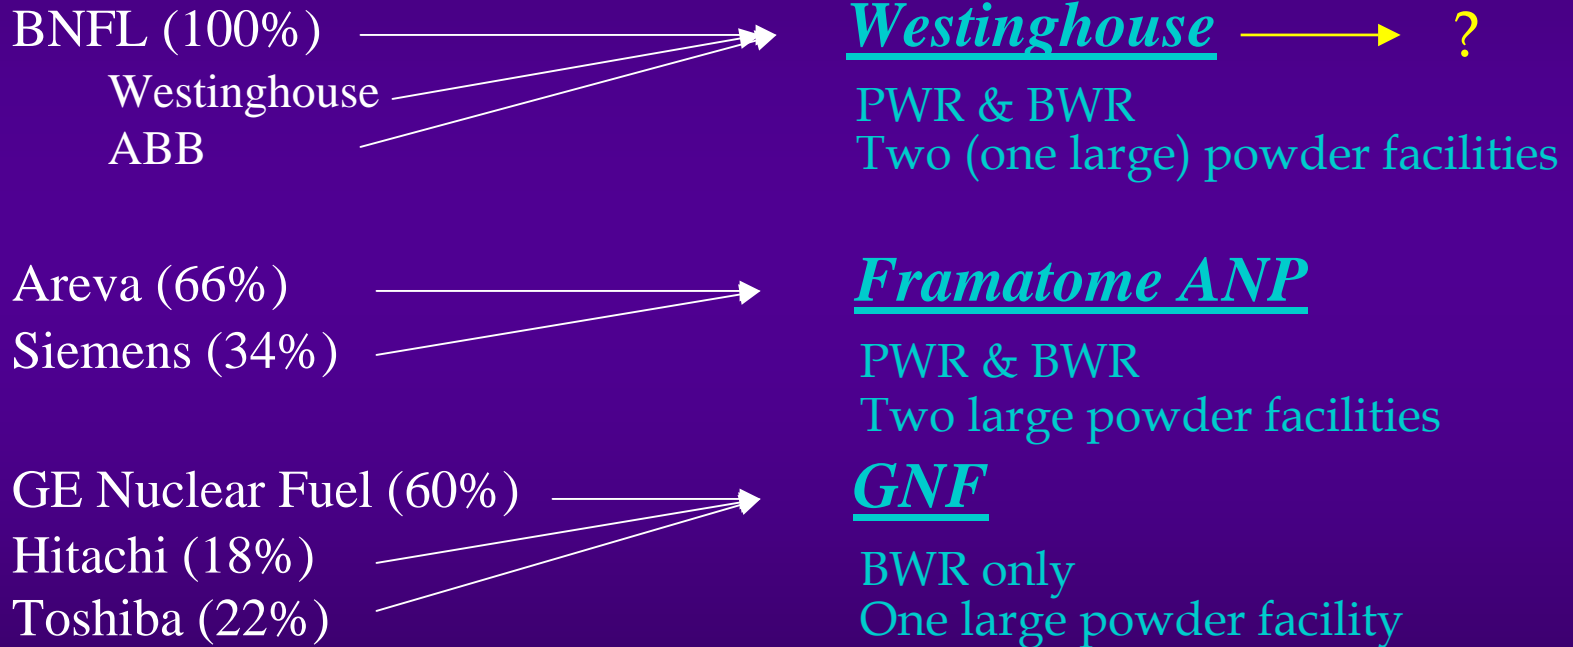 BNFL (100%)
Westinghouse
ABB
Westinghouse ?
PWR & BWR
Two (one large) powder facilities
Areva (66%)
Siemens (34%)
Framatome ANP
PWR & BWR
Two large powder facilities
GE Nuclear Fuel (60%)
Hitachi (18%)
Toshiba (22%)
GNF
BWR only
One large powder facility